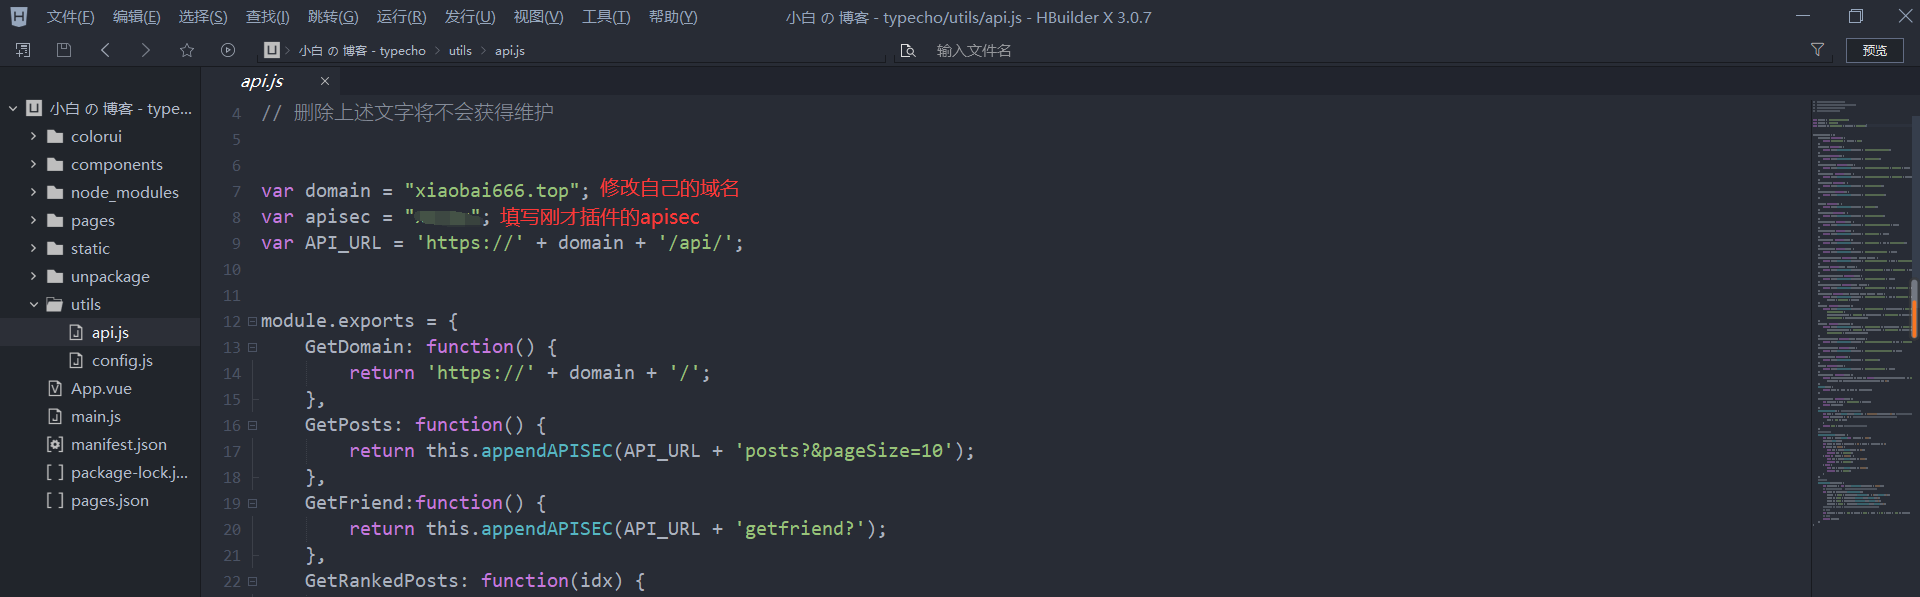 文件(F) 编辑(E) 选择(S) 查找(I) 跳转(G) 运行(R) 发行(U) 视图(V) 工具(T) 帮助(Y) 小白 の 博客 - typecho/utils/api.js - HBuilder X 3.0.7
小白 の 博客 - typecho utils api.js 输入文件名 预览
api.js
小白 の 博客 - type...
colorui
components
node_modules
pages
static
unpackage
utils
api.js
config.js
App.vue
main.js
manifest.json
package-lock.j...
pages.json
4 // 删除上述文字将不会获得维护
5
6
7 var domain = "xiaobai666.top"; 修改自己的域名
8 var apisec = " "; 填写刚才插件的apisec
9 var API_URL = 'https://' + domain + '/api/';
10
11
12 module.exports = {
13 GetDomain: function() {
14 return 'https://' + domain + '/';
15 },
16 GetPosts: function() {
17 return this.appendAPISEC(API_URL + 'posts?&pageSize=10');
18 },
19 GetFriend:function() {
20 return this.appendAPISEC(API_URL + 'getfriend?');
21 },
22 GetRankedPosts: function(idx) {